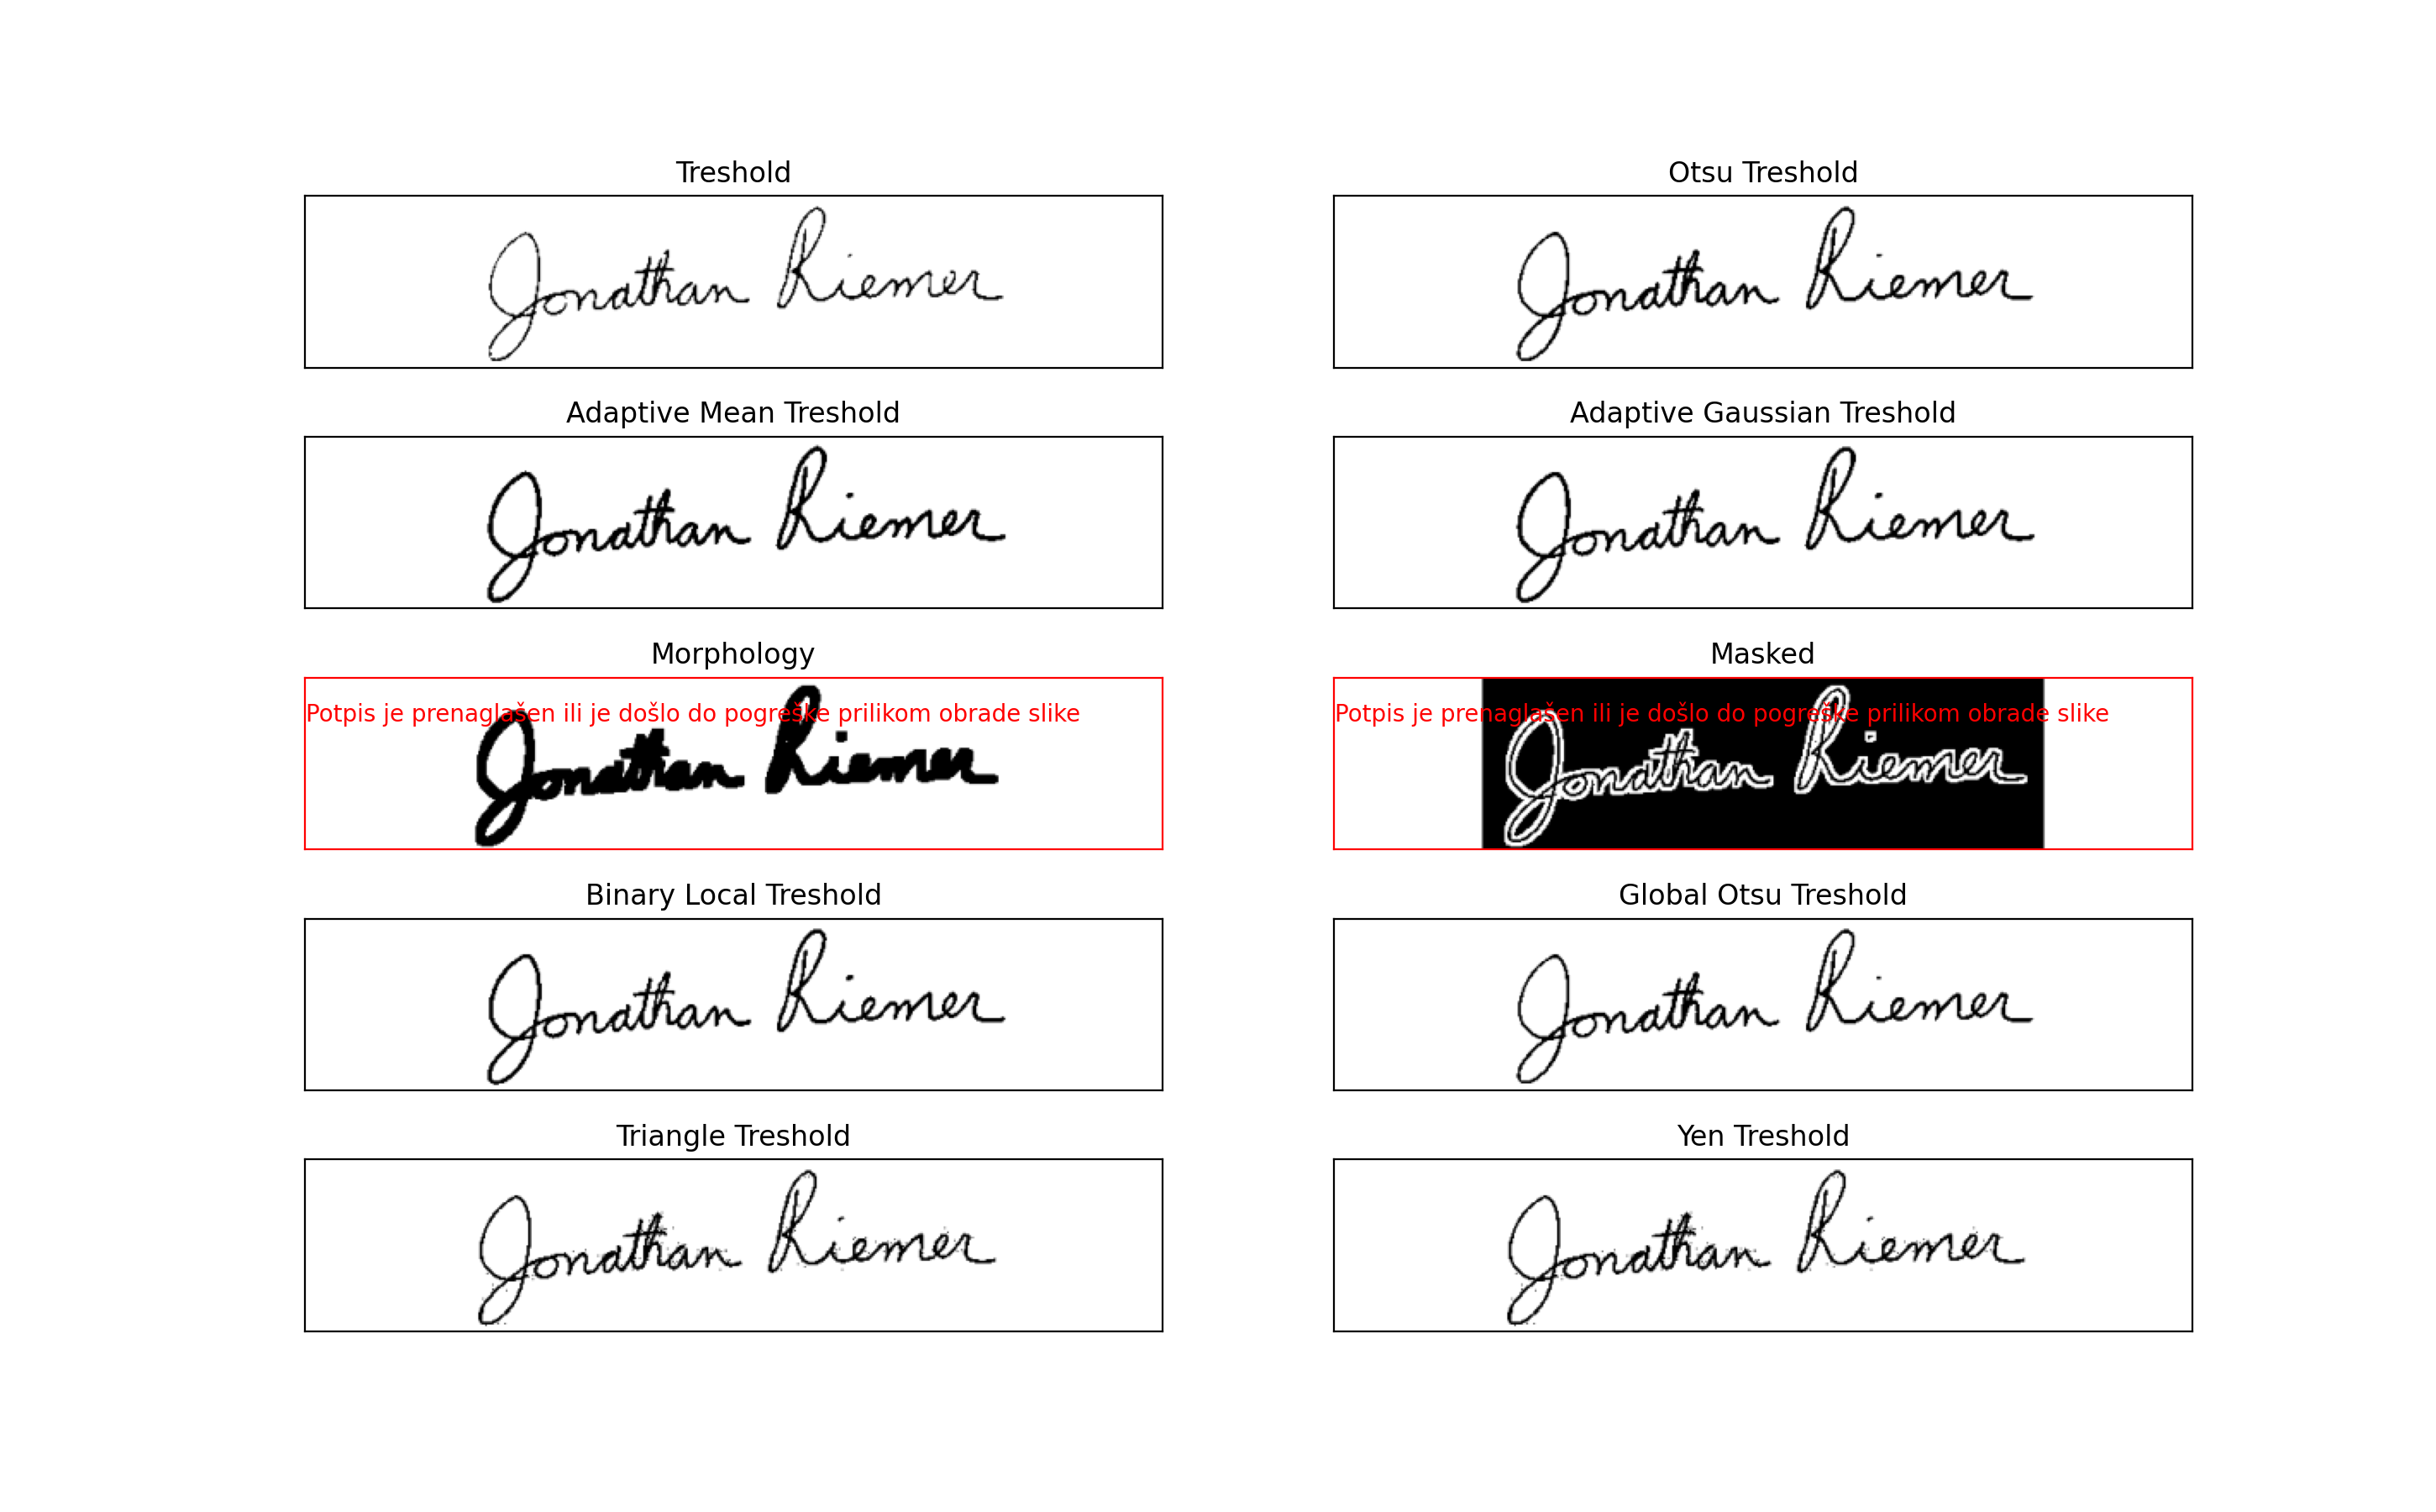 Treshold
Jonathan Riemer
Otsu Treshold
Jonathan Riemer
Adaptive Mean Treshold
Jonathan Riemer
Adaptive Gaussian Treshold
Jonathan Riemer
Morphology
Potpis je prenaglašen ili je došlo do pogreške prilikom obrade slike
Jonathan Riemer
Masked
Potpis je prenaglašen ili je došlo do pogreške prilikom obrade slike
Jonathan Riemer
Binary Local Treshold
Jonathan Riemer
Global Otsu Treshold
Jonathan Riemer
Triangle Treshold
Jonathan Riemer
Yen Treshold
Jonathan Riemer